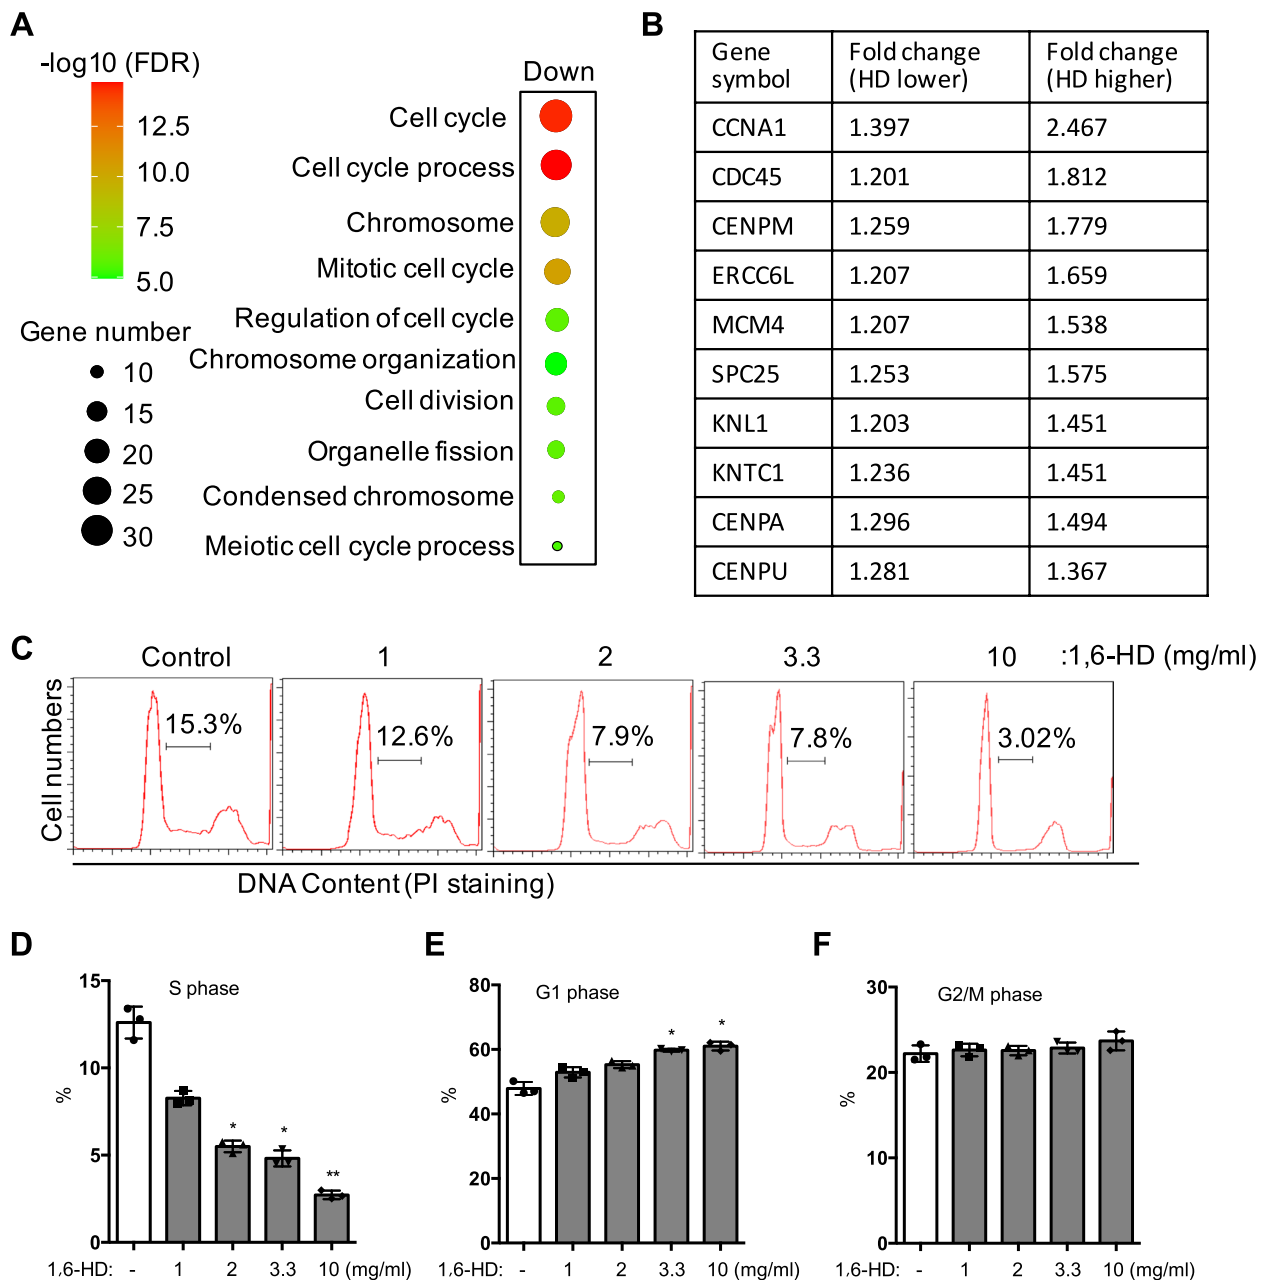 A
-log10 (FDR)
12.5
10.0
7.5
5.0
Gene number
10
15
20
25
30
Down
Cell cycle
Cell cycle process
Chromosome
Mitotic cell cycle
Regulation of cell cycle
Chromosome organization
Cell division
Organelle fission
Condensed chromosome
Meiotic cell cycle process
B
Gene symbol Fold change (HD lower) Fold change (HD higher)
CCNA1 1.397 2.467
CDC45 1.201 1.812
CENPM 1.259 1.779
ERCC6L 1.207 1.659
MCM4 1.207 1.538
SPC25 1.253 1.575
KNL1 1.203 1.451
KNTC1 1.236 1.451
CENPA 1.296 1.494
CENPU 1.281 1.367
C
Control 1 2 3.3 10 :1,6-HD (mg/ml)
Cell numbers
15.3% 12.6% 7.9% 7.8% 3.02%
DNA Content (PI staining)
D
S phase
%
15
10
5
0
* * **
1,6-HD: - 1 2 3.3 10 (mg/ml)
E
G1 phase
%
80
60
40
20
0
* *
1,6-HD: - 1 2 3.3 10 (mg/ml)
F
G2/M phase
%
30
20
10
0
1,6-HD: - 1 2 3.3 10 (mg/ml)